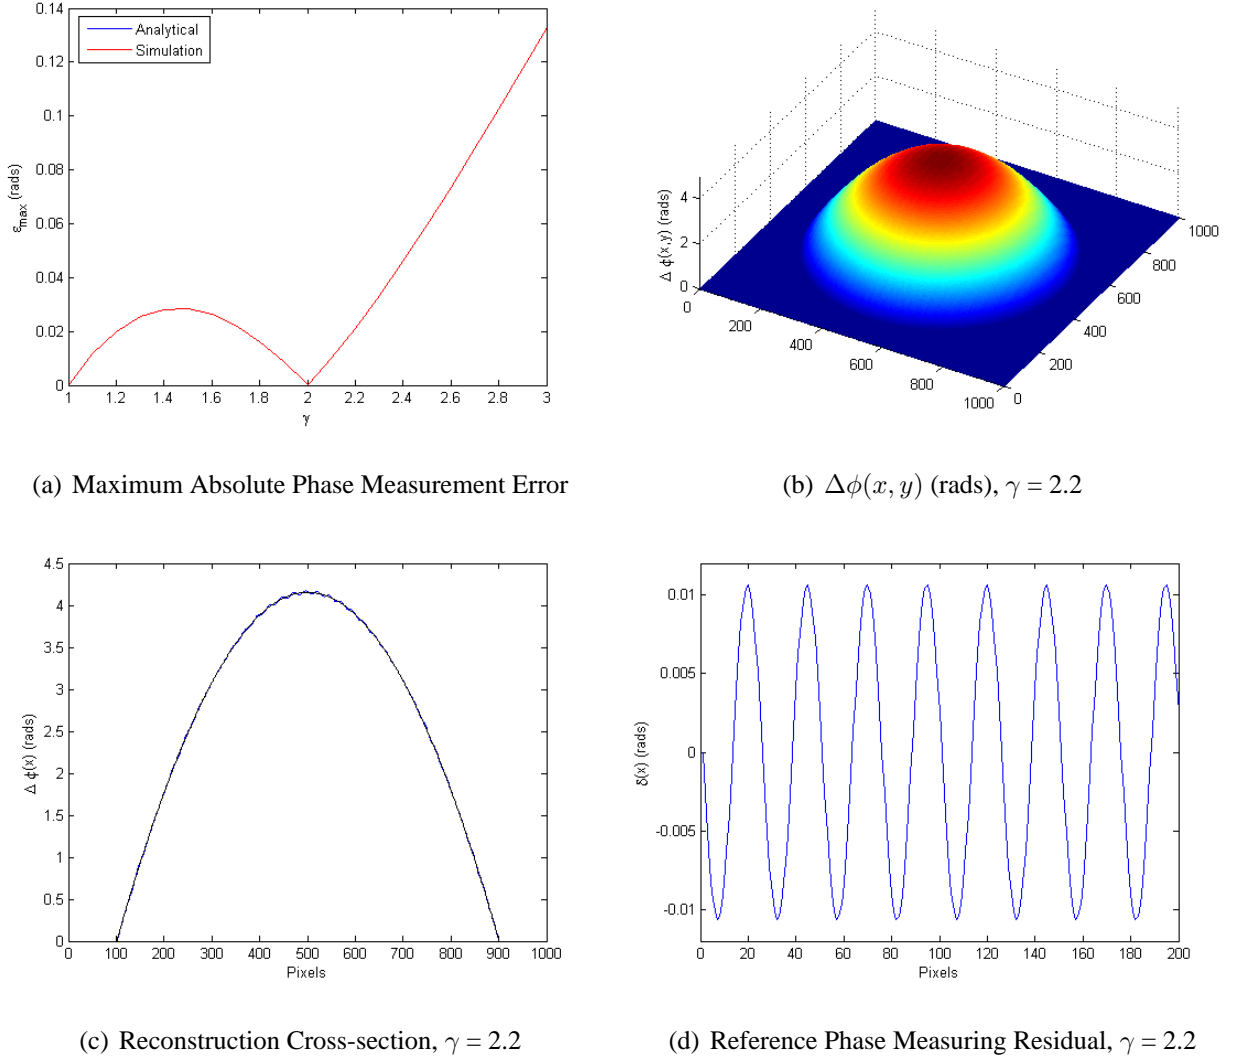 0.14
0.12
0.1
0.08
0.06
0.04
0.02
0
ε_max (rads)
Analytical
Simulation
1 1.2 1.4 1.6 1.8 2 2.2 2.4 2.6 2.8 3
γ
(a) Maximum Absolute Phase Measurement Error
4
2
0
Δ ϕ(x,y) (rads)
0 200 400 600 800 1000
0 200 400 600 800 1000
(b) Δϕ(x, y) (rads), γ = 2.2
4.5
4
3.5
3
2.5
2
1.5
1
0.5
0
Δ ϕ(x) (rads)
0 100 200 300 400 500 600 700 800 900 1000
Pixels
(c) Reconstruction Cross-section, γ = 2.2
0.01
0.005
0
-0.005
-0.01
δ(x) (rads)
0 20 40 60 80 100 120 140 160 180 200
Pixels
(d) Reference Phase Measuring Residual, γ = 2.2